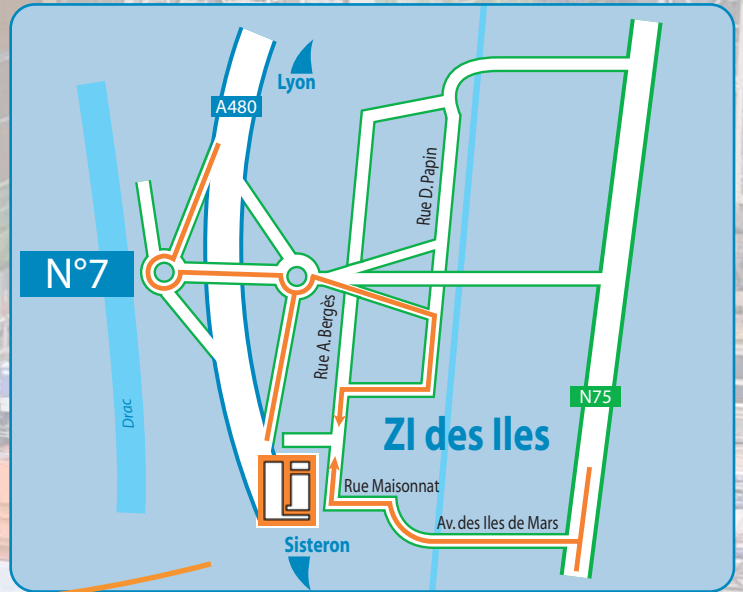 Lyon
A480
Rue D. Papin
N°7
Rue A. Bergès
Drac
N75
ZI des Iles
Rue Maisonnat
Av. des Iles de Mars
Sisteron